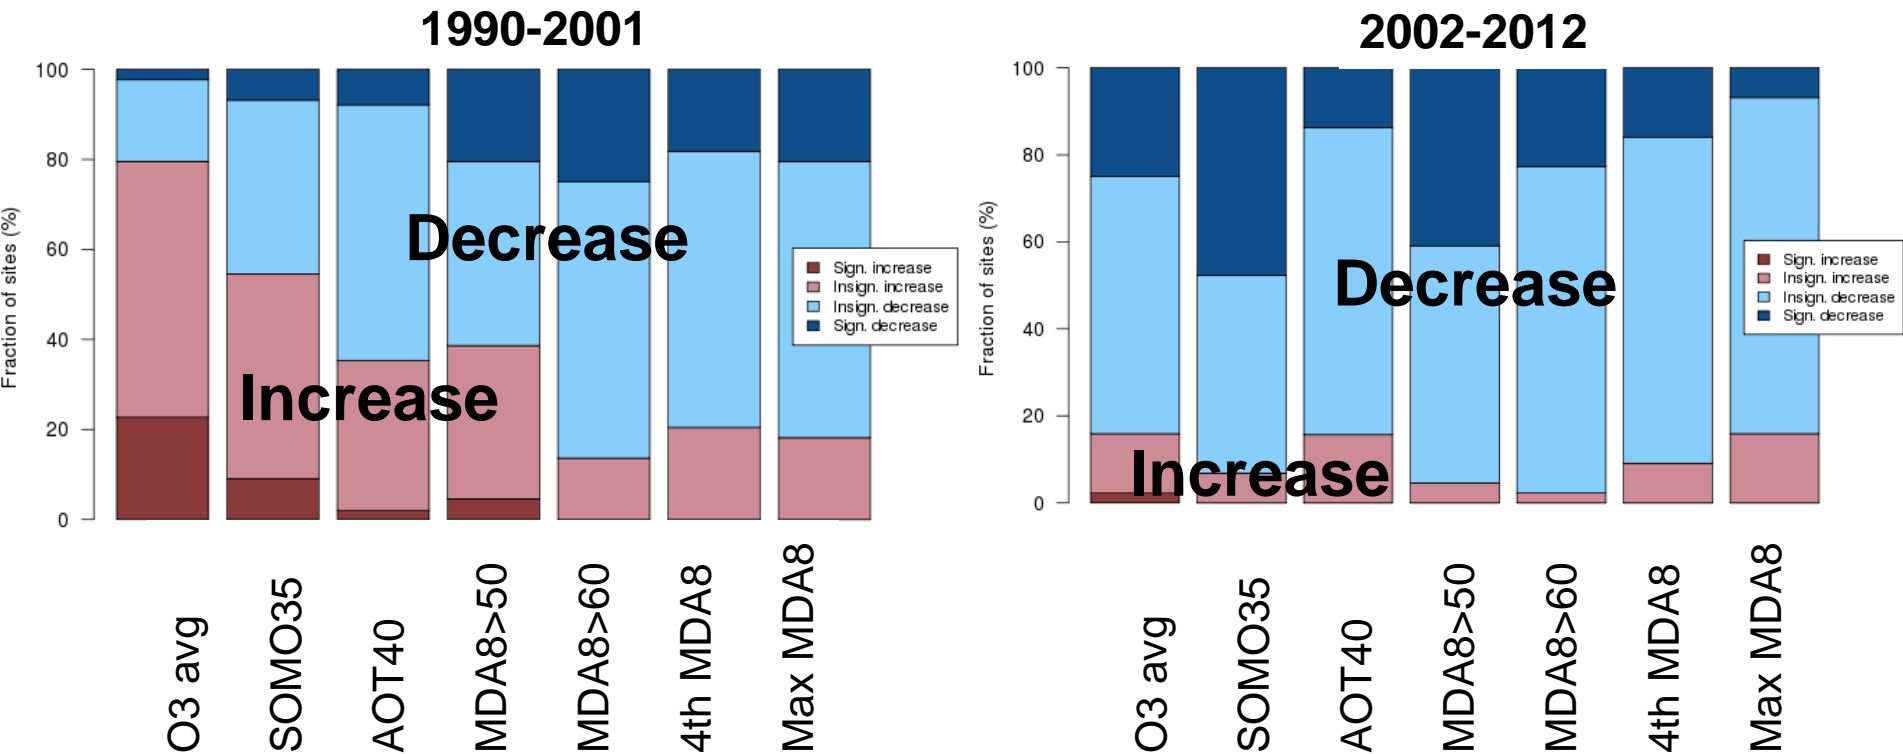 1990-2001
100
80
60
40
20
0
Fraction of sites (%)
Decrease
Increase
Sign. increase
Insign. increase
Insign. decrease
Sign. decrease
O3 avg
SOMO35
AOT40
MDA8>50
MDA8>60
4th MDA8
Max MDA8
2002-2012
100
80
60
40
20
0
Fraction of sites (%)
Decrease
Increase
Sign. increase
Insign. increase
Insign. decrease
Sign. decrease
O3 avg
SOMO35
AOT40
MDA8>50
MDA8>60
4th MDA8
Max MDA8